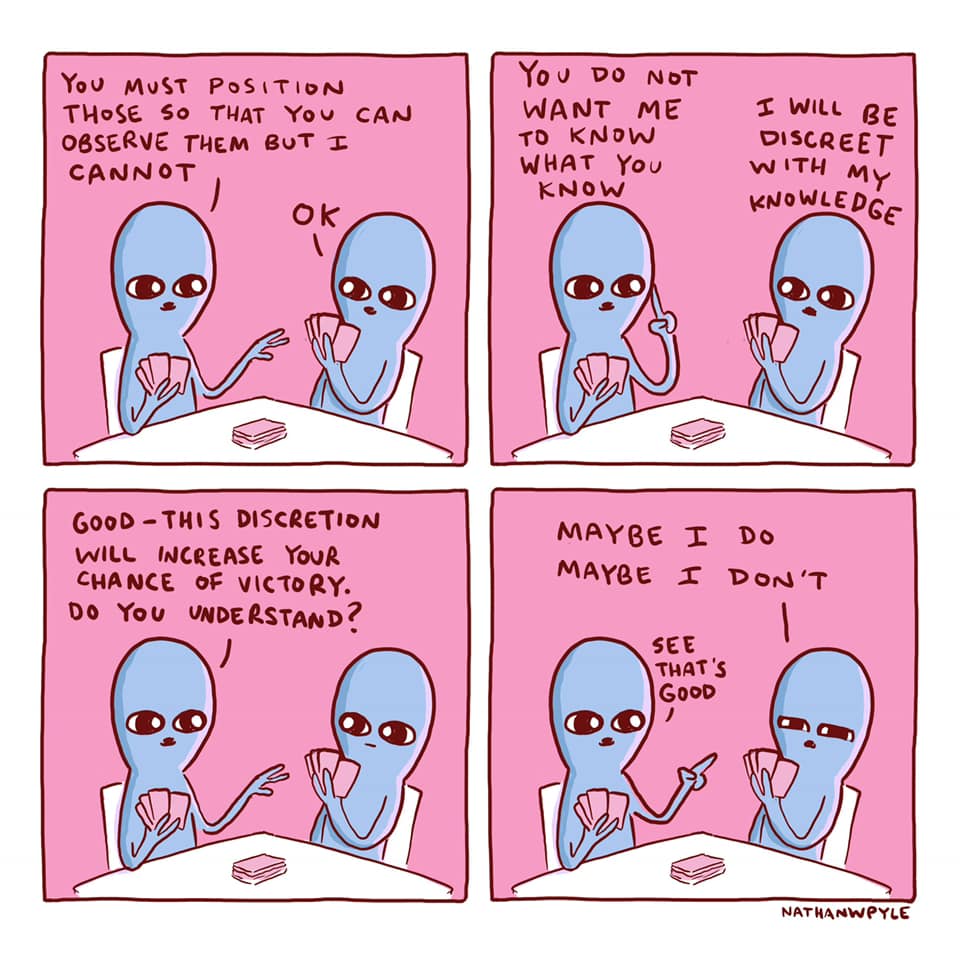 YOU MUST POSITION
THOSE SO THAT YOU CAN
OBSERVE THEM BUT I
CANNOT
OK
YOU DO NOT
WANT ME
TO KNOW
WHAT YOU
KNOW
I WILL BE
DISCREET
WITH MY
KNOWLEDGE
GOOD - THIS DISCRETION
WILL INCREASE YOUR
CHANCE OF VICTORY.
DO YOU UNDERSTAND?
MAYBE I DO
MAYBE I DON'T
SEE
THAT'S
GOOD
NATHANWPYLE